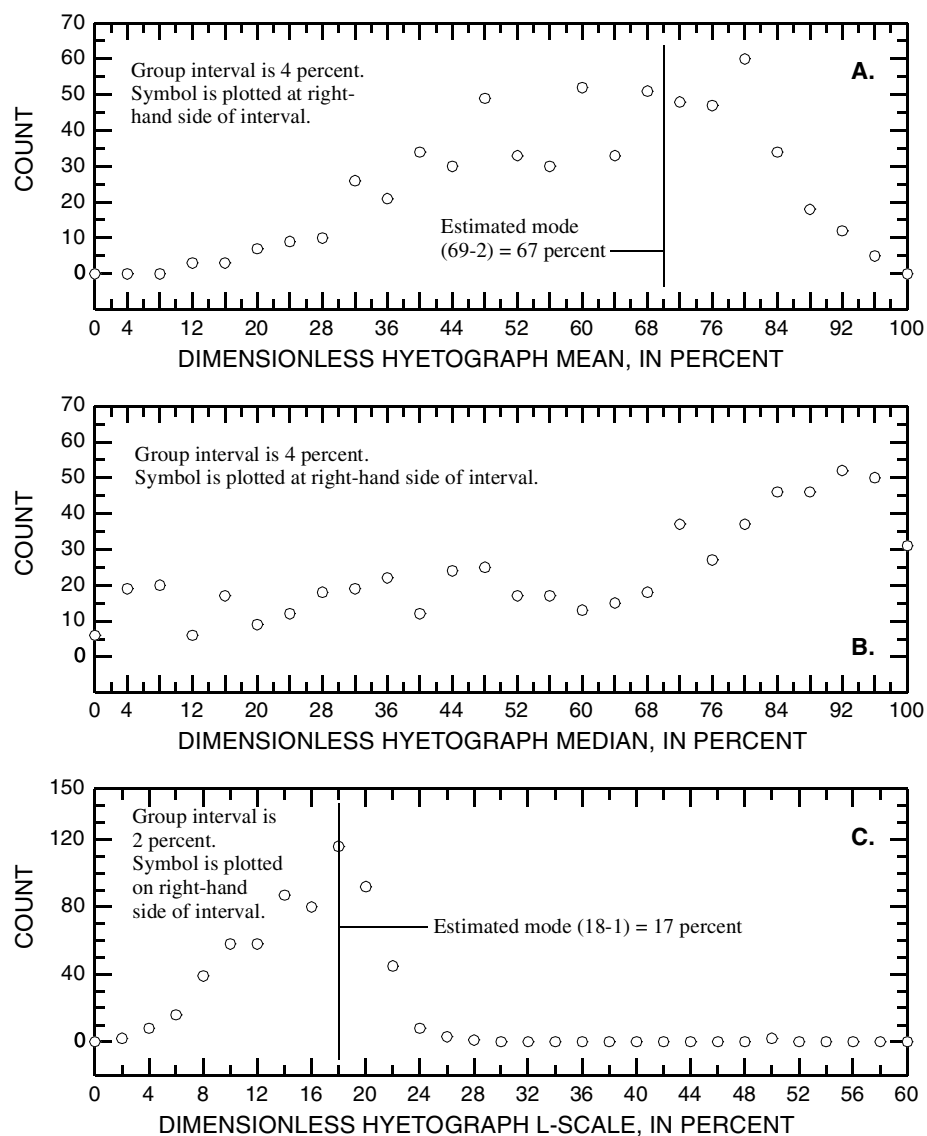 70
60
50
40
30
20
10
0
COUNT
Group interval is 4 percent.
Symbol is plotted at right-
hand side of interval.
A.
Estimated mode
(69-2) = 67 percent
0 4 12 20 28 36 44 52 60 68 76 84 92 100
DIMENSIONLESS HYETOGRAPH MEAN, IN PERCENT
70
60
50
40
30
20
10
0
COUNT
Group interval is 4 percent.
Symbol is plotted at right-hand side of interval.
B.
0 4 12 20 28 36 44 52 60 68 76 84 92 100
DIMENSIONLESS HYETOGRAPH MEDIAN, IN PERCENT
150
120
80
40
0
COUNT
Group interval is
2 percent.
Symbol is plotted
on right-hand
side of interval.
C.
Estimated mode (18-1) = 17 percent
0 4 8 12 16 20 24 28 32 36 40 44 48 52 56 60
DIMENSIONLESS HYETOGRAPH L-SCALE, IN PERCENT